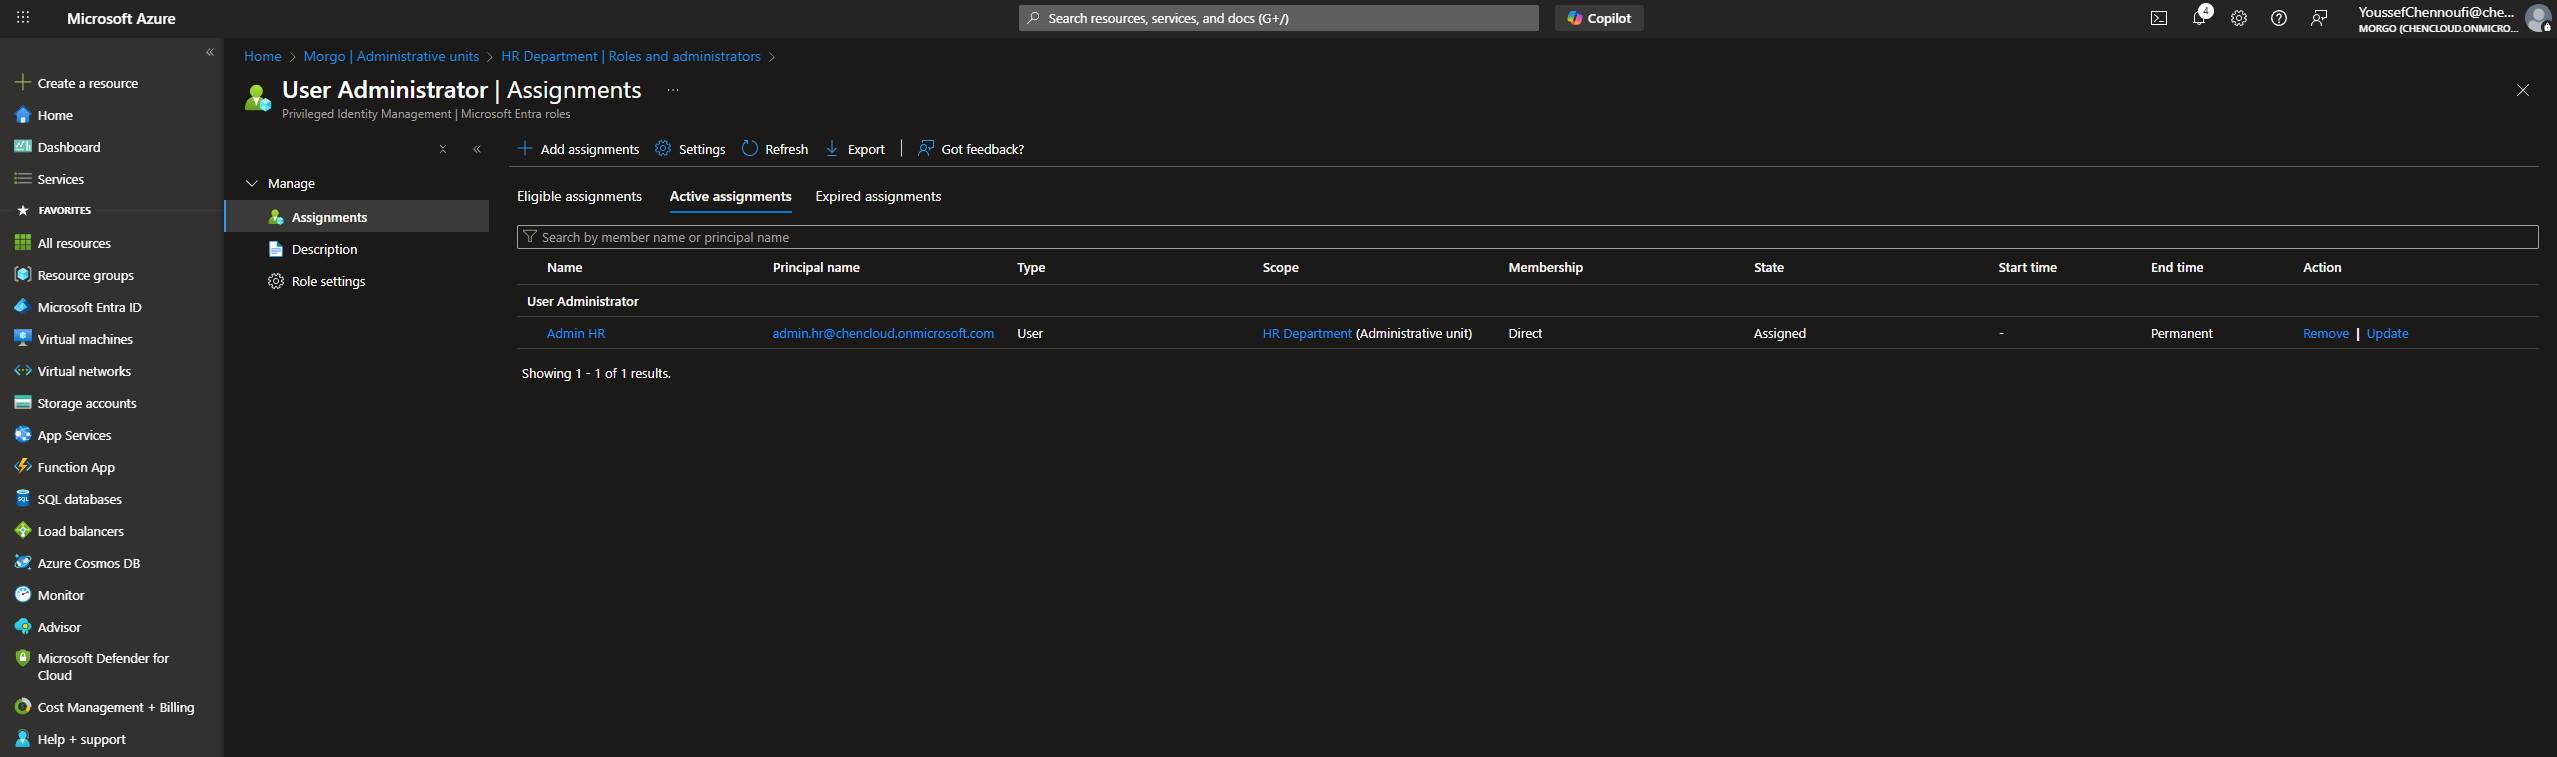 Microsoft Azure
Search resources, services, and docs (G+/)
Copilot
4
YoussefChennoufi@che...
MORGO (CHENCLOUD.ONMICRO...
Create a resource
Home
Dashboard
Services
FAVORITES
All resources
Resource groups
Microsoft Entra ID
Virtual machines
Virtual networks
Storage accounts
App Services
Function App
SQL databases
Load balancers
Azure Cosmos DB
Monitor
Advisor
Microsoft Defender for
Cloud
Cost Management + Billing
Help + support
Home > Morgo | Administrative units > HR Department | Roles and administrators >
User Administrator | Assignments ...
Privileged Identity Management | Microsoft Entra roles
Manage
Assignments
Description
Role settings
Add assignments Settings Refresh Export | Got feedback?
Eligible assignments Active assignments Expired assignments
Search by member name or principal name
Name Principal name Type Scope Membership State Start time End time Action
User Administrator
Admin HR admin.hr@chencloud.onmicrosoft.com User HR Department (Administrative unit) Direct Assigned - Permanent Remove | Update
Showing 1 - 1 of 1 results.